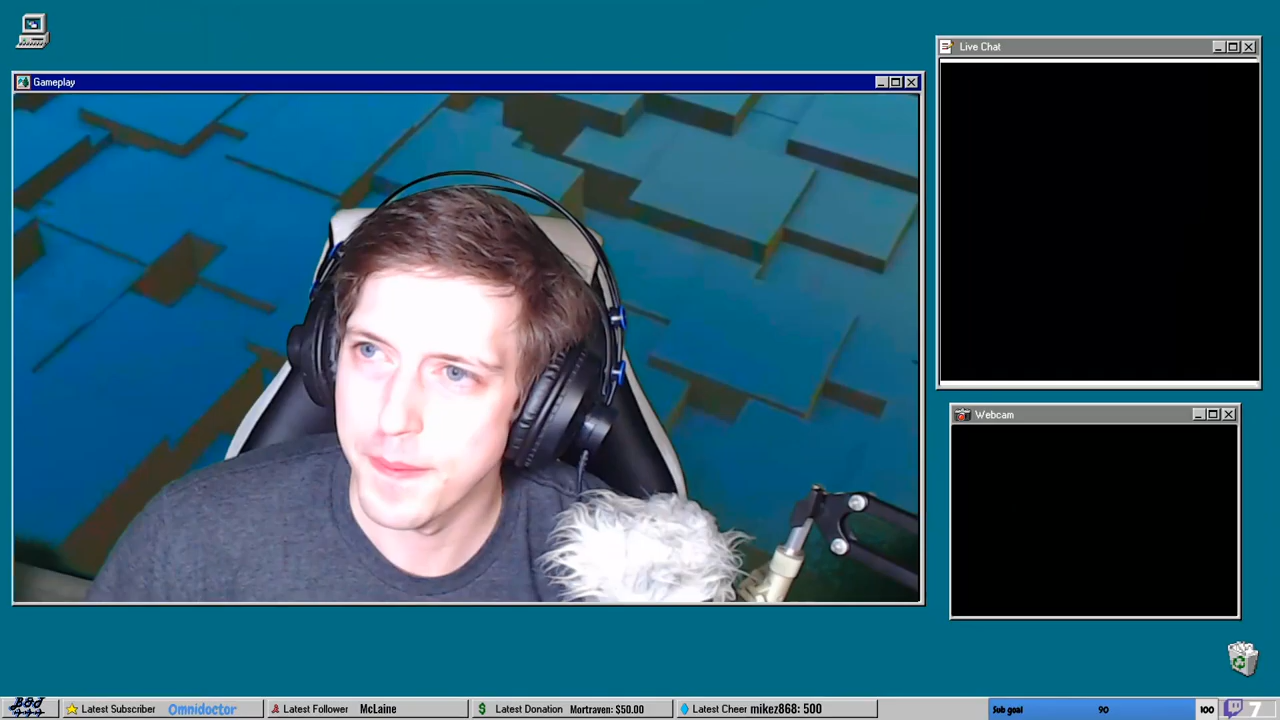 Live Chat
Gameplay
Webcam
Latest Subscriber Omnidoctor
Latest Follower McLaine
$ Latest Donation Mortraven: $50.00
Latest Cheer mikez868: 500
Sub goal 90 100
7